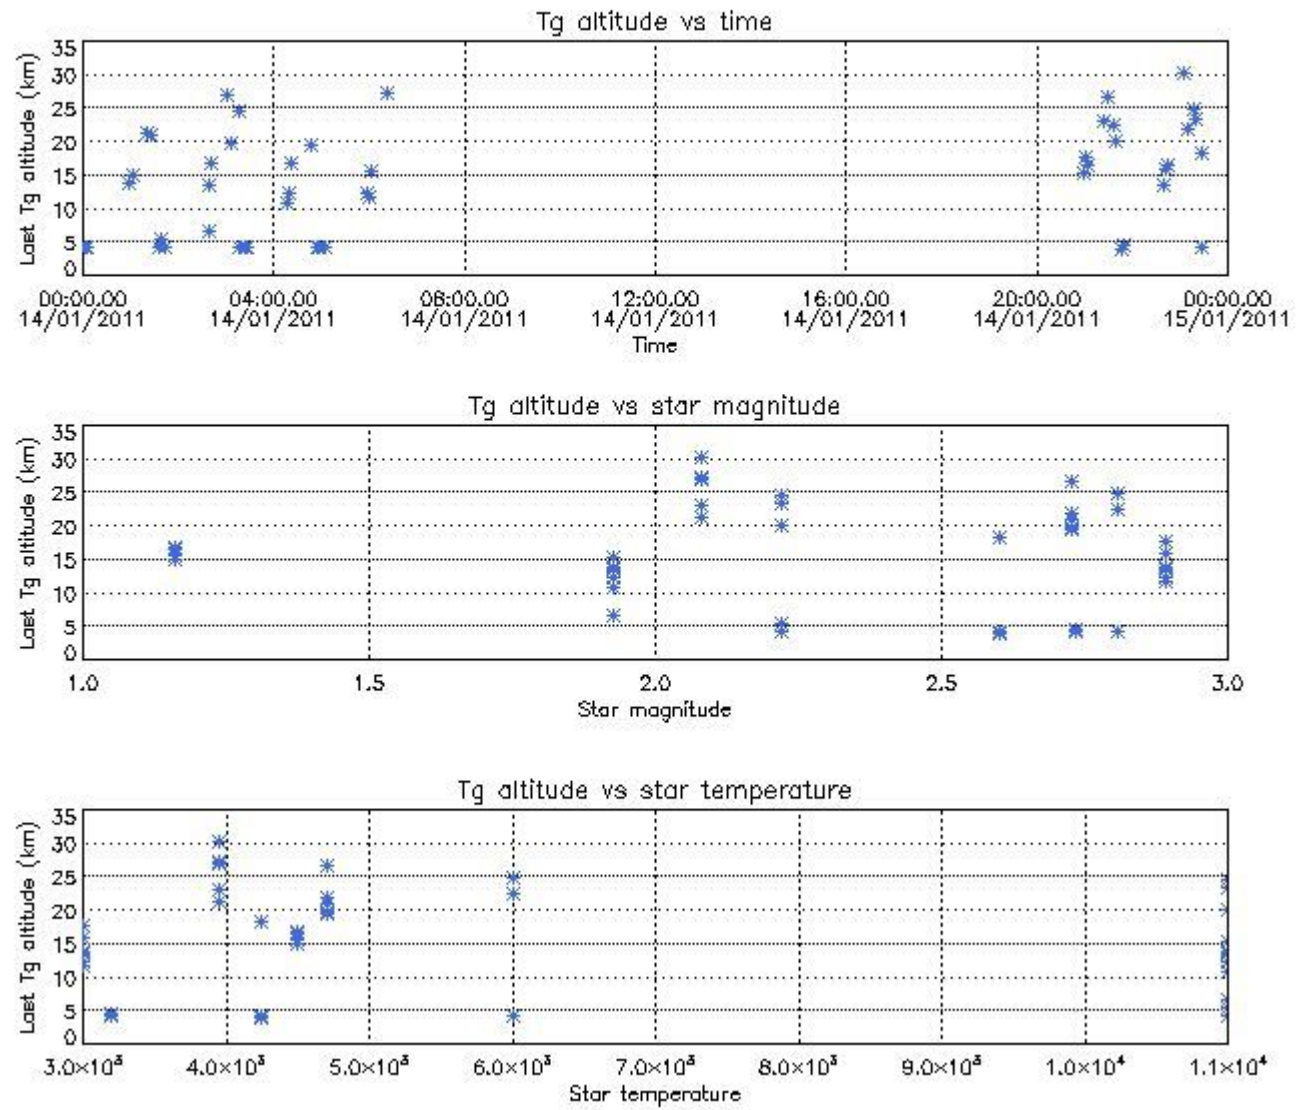 Tg altitude vs time
Last Tg altitude (km)
35
30
25
20
15
10
5
0
00:00.00 04:00.00 08:00.00 12:00.00 16:00.00 20:00.00 00:00.00
14/01/2011 14/01/2011 14/01/2011 14/01/2011 14/01/2011 14/01/2011 15/01/2011
Time
Tg altitude vs star magnitude
Last Tg altitude (km)
35
30
25
20
15
10
5
0
1.0 1.5 2.0 2.5 3.0
Star magnitude
Tg altitude vs star temperature
Last Tg altitude (km)
35
30
25
20
15
10
5
0
3.0×10³ 4.0×10³ 5.0×10³ 6.0×10³ 7.0×10³ 8.0×10³ 9.0×10³ 1.0×10⁴ 1.1×10⁴
Star temperature